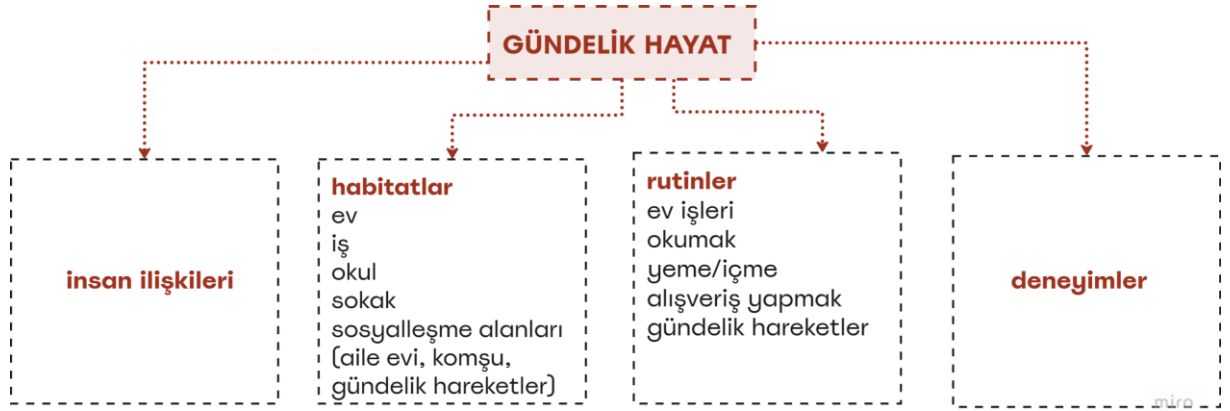 GÜNDELİK HAYAT
insan ilişkileri
habitatlar
ev
iş
okul
sokak
sosyalleşme alanları
(aile evi, komşu,
gündelik hareketler)
rutinler
ev işleri
okumak
yeme/içme
alışveriş yapmak
gündelik hareketler
deneyimler
miro